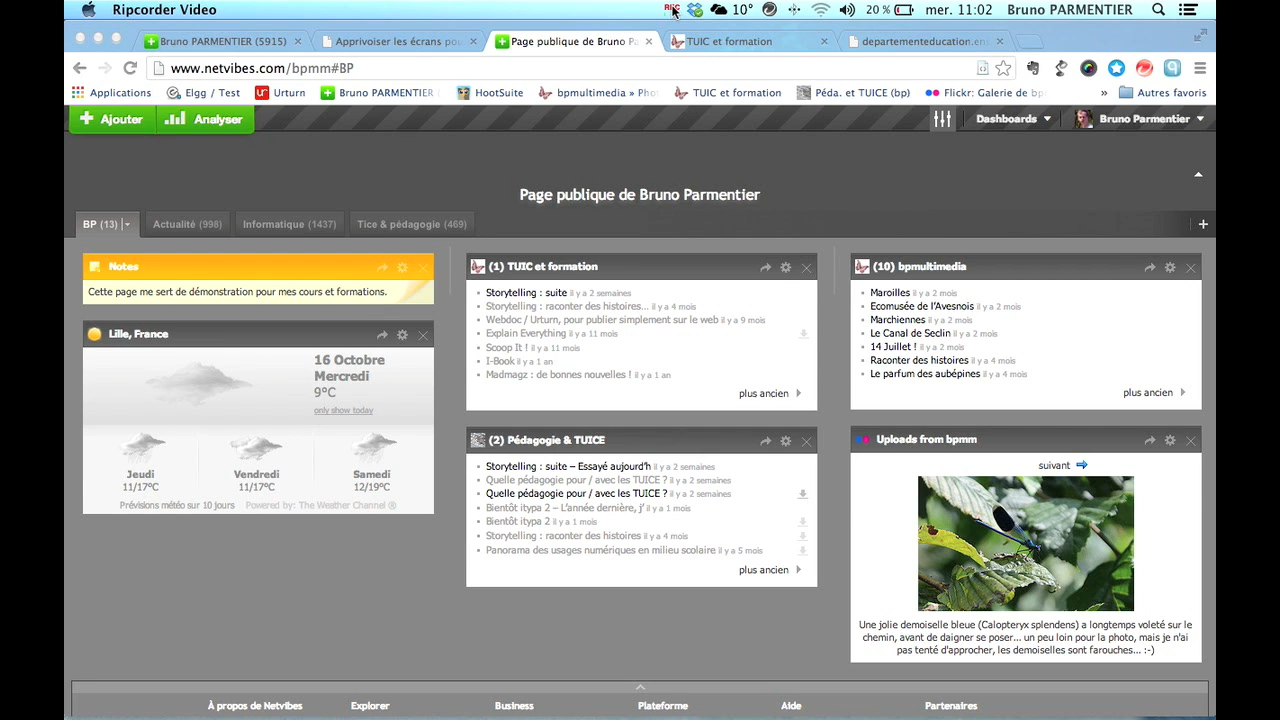 Ripcorder Video
REC 10° 20 % mer. 11:02 Bruno PARMENTIER
Bruno PARMENTIER (5915) ×
Apprivoiser les écrans pou ×
Page publique de Bruno Pa ×
TUIC et formation ×
departementeducation.en ×
www.netvibes.com/bpmm#BP
Applications
Elgg / Test
Urturn
Bruno PARMENTIER (
HootSuite
bpmultimedia » Phot
TUIC et formation
Péda. et TUICE (bp)
Flickr: Galerie de bp
»
Autres favoris
+ Ajouter
Analyser
Dashboards
Bruno Parmentier
Page publique de Bruno Parmentier
BP (13)
Actualité (998)
Informatique (1437)
Tice & pédagogie (469)
+
Notes
Cette page me sert de démonstration pour mes cours et formations.
Lille, France
16 Octobre
Mercredi
9°C
only show today
Jeudi
11/17°C
Vendredi
11/17°C
Samedi
12/19°C
Prévisions météo sur 10 jours Powered by: The Weather Channel ®
(1) TUIC et formation
Storytelling : suite il y a 2 semaines
Storytelling : raconter des histoires... il y a 4 mois
Webdoc / Urturn, pour publier simplement sur le web il y a 9 mois
Explain Everything il y a 11 mois
Scoop It ! il y a 11 mois
I-Book il y a 1 an
Madmagz : de bonnes nouvelles ! il y a 1 an
plus ancien
(2) Pédagogie & TUICE
Storytelling : suite – Essayé aujourd'h il y a 2 semaines
Quelle pédagogie pour / avec les TUICE ? il y a 2 semaines
Quelle pédagogie pour / avec les TUICE ? il y a 2 semaines
Bientôt itypa 2 – L'année dernière, j' il y a 1 mois
Bientôt itypa 2 il y a 1 mois
Storytelling : raconter des histoires il y a 4 mois
Panorama des usages numériques en milieu scolaire il y a 5 mois
plus ancien
(10) bpmultimedia
Maroilles il y a 2 mois
Ecomusée de l'Avesnois il y a 2 mois
Marchiennes il y a 2 mois
Le Canal de Seclin il y a 2 mois
14 Juillet ! il y a 2 mois
Raconter des histoires il y a 4 mois
Le parfum des aubépines il y a 4 mois
plus ancien
Uploads from bpmm
suivant
Une jolie demoiselle bleue (Calopteryx splendens) a longtemps voleté sur le
chemin, avant de daigner se poser... un peu loin pour la photo, mais je n'ai
pas tenté d'approcher, les demoiselles sont farouches... :-)
À propos de Netvibes
Explorer
Business
Plateforme
Aide
Partenaires